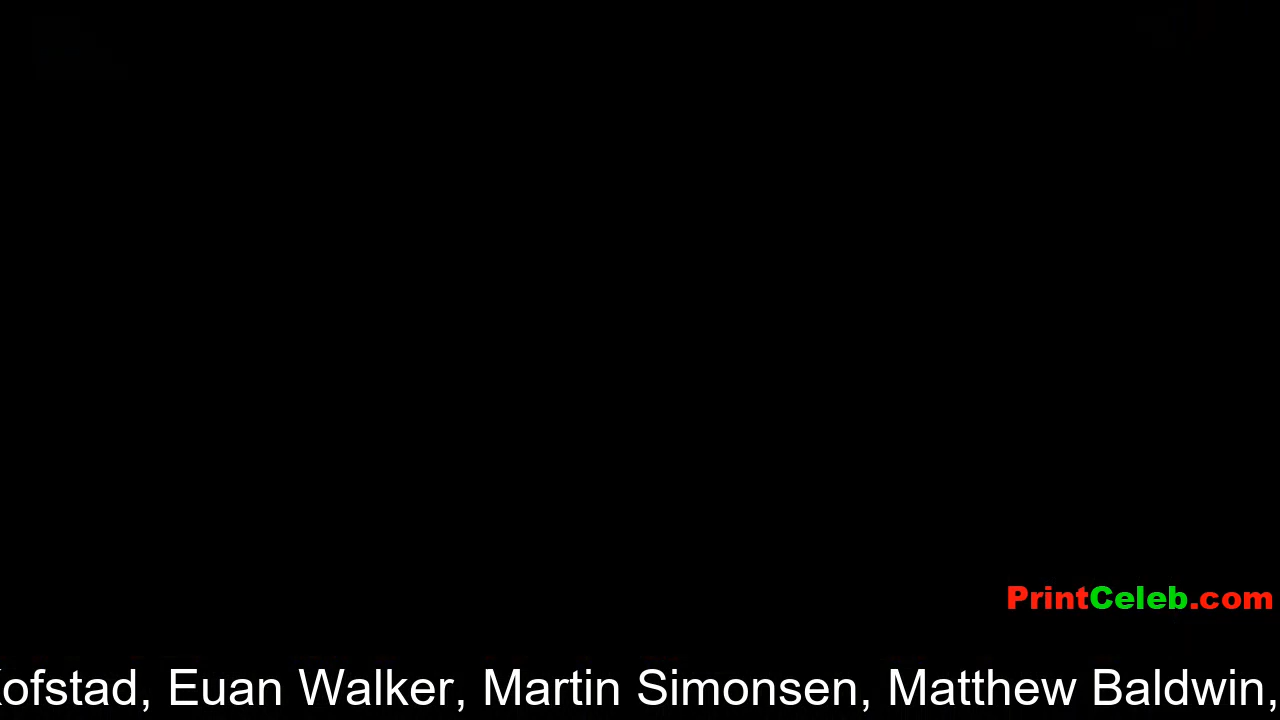 PrintCeleb.com
ofstad, Euan Walker, Martin Simonsen, Matthew Baldwin,